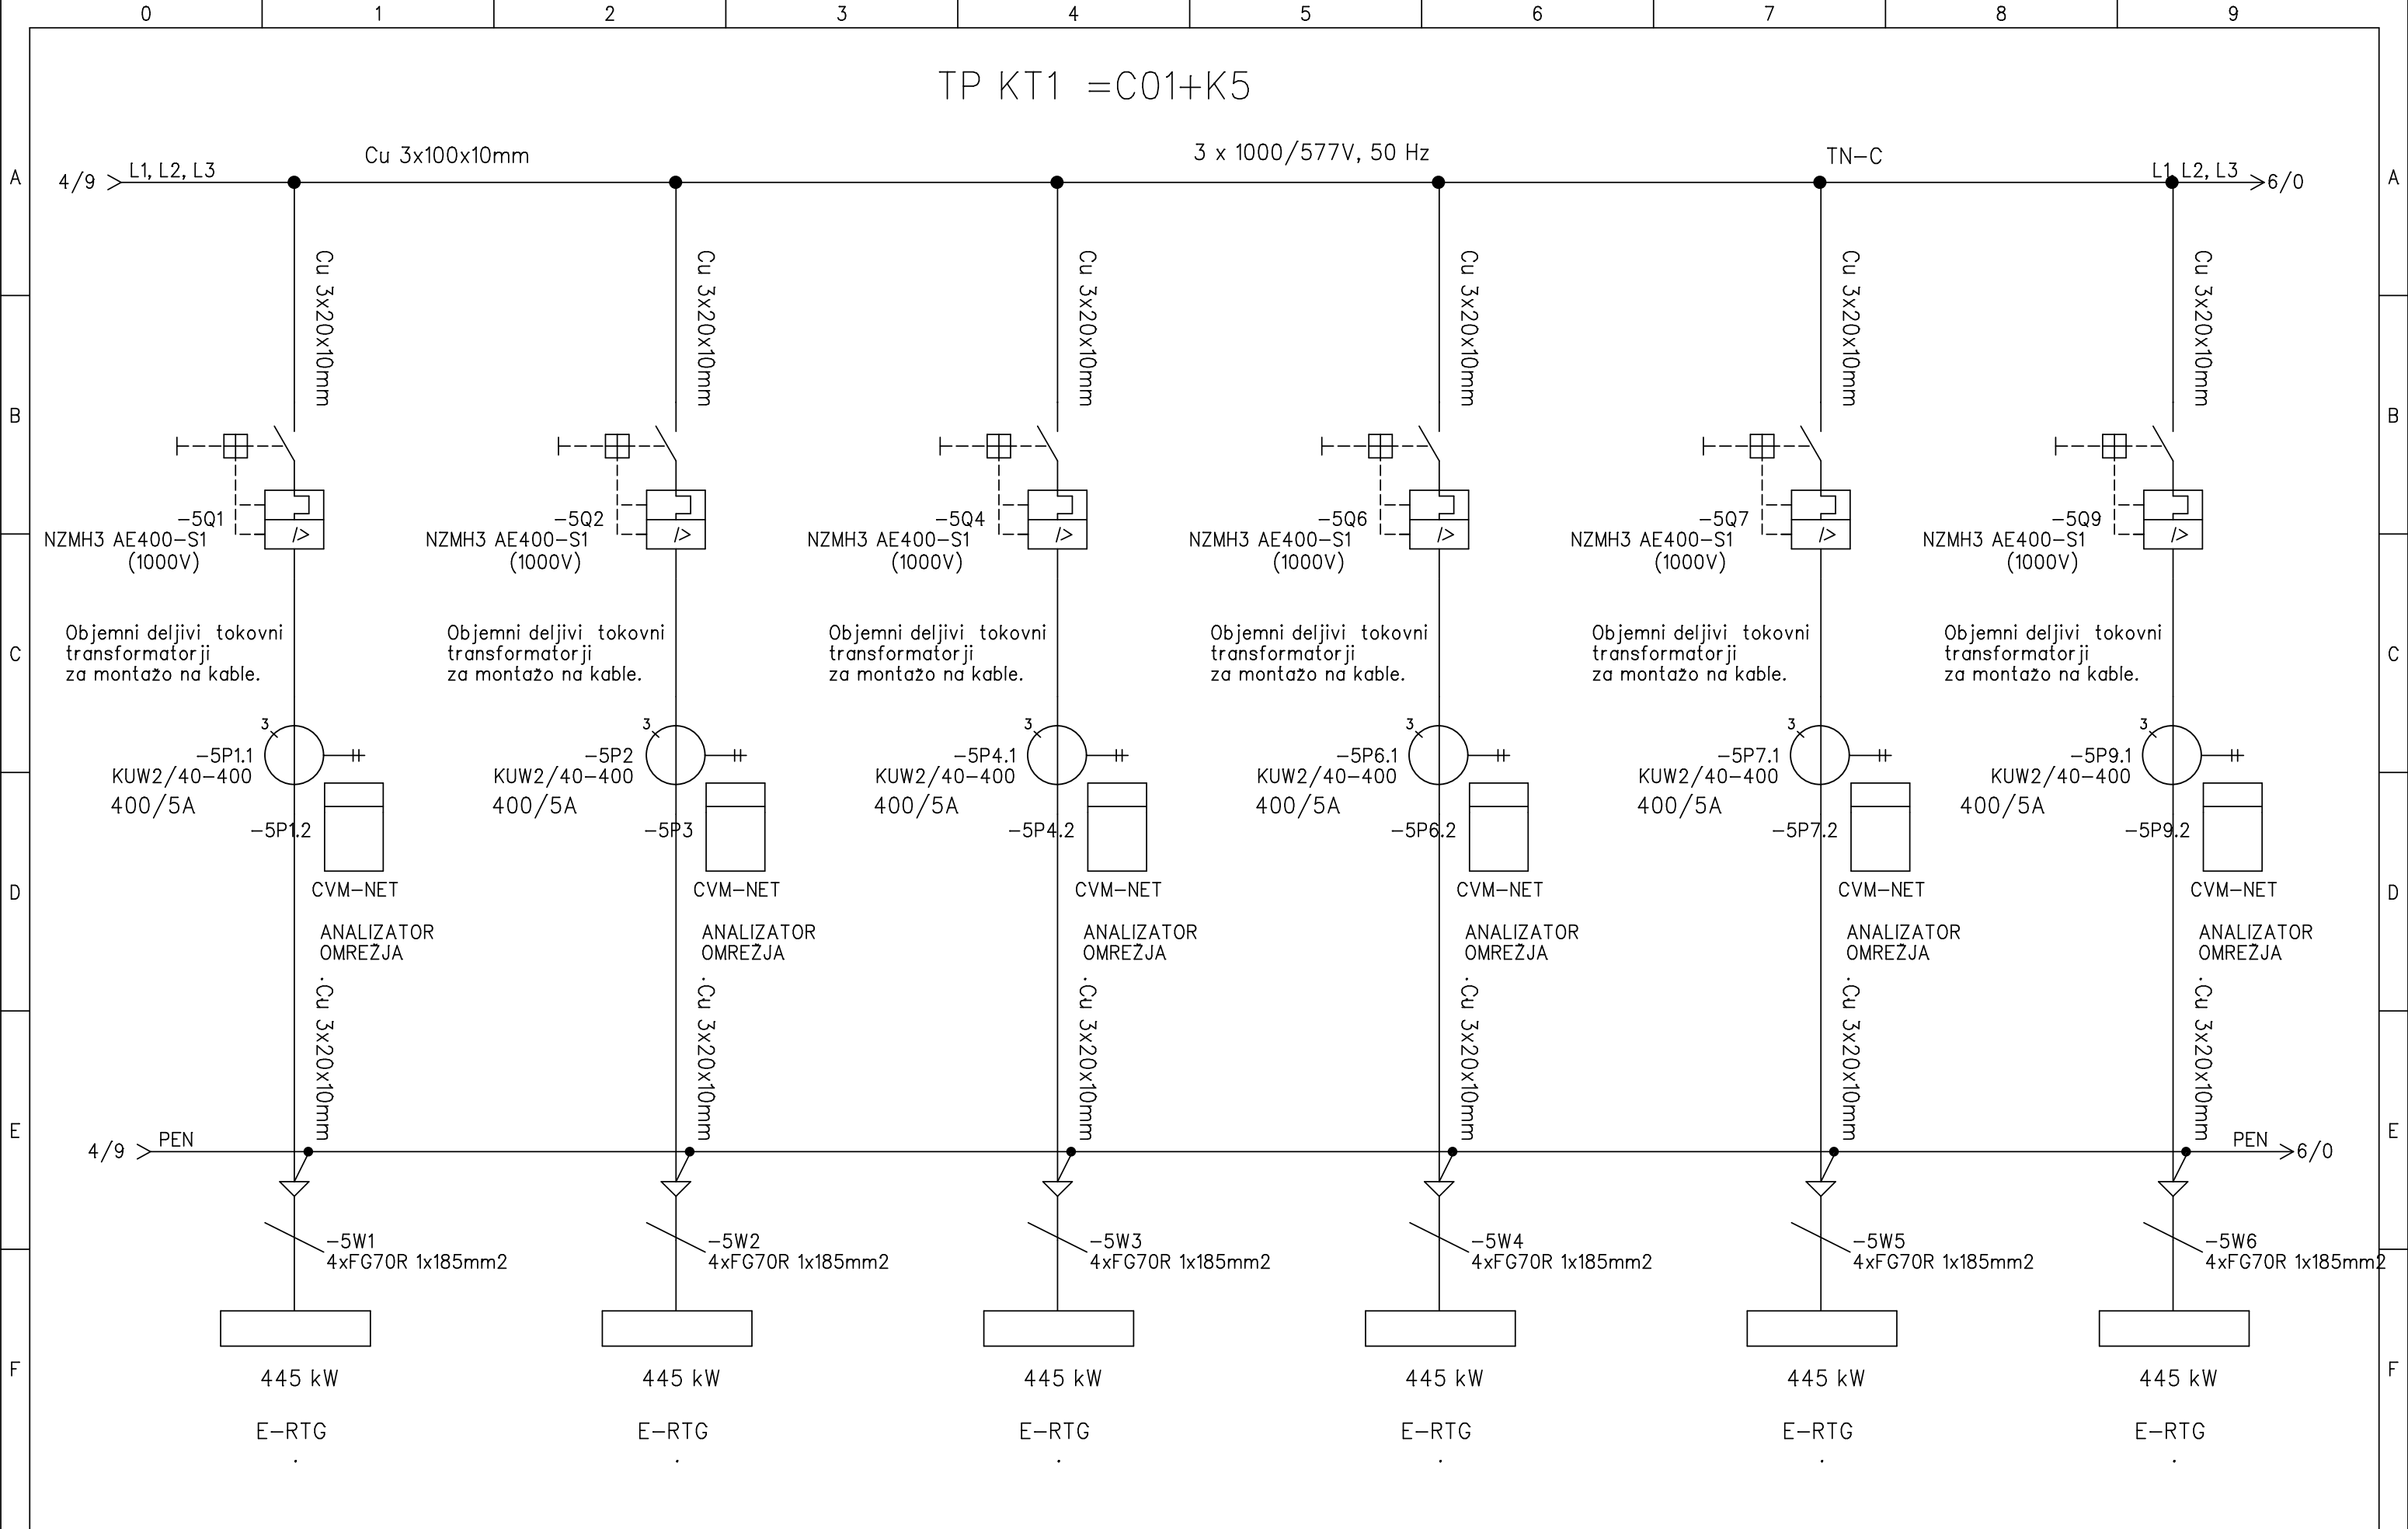 0 1 2 3 4 5 6 7 8 9
TP KT1 =C01+K5
Cu 3x100x10mm
3 x 1000/577V, 50 Hz
TN-C
A
4/9
L1, L2, L3
L1, L2, L3
6/0
A
Cu 3x20x10mm
Cu 3x20x10mm
Cu 3x20x10mm
Cu 3x20x10mm
Cu 3x20x10mm
Cu 3x20x10mm
B
B
-5Q1
NZMH3 AE400-S1
(1000V)
-5Q2
NZMH3 AE400-S1
(1000V)
-5Q4
NZMH3 AE400-S1
(1000V)
-5Q6
NZMH3 AE400-S1
(1000V)
-5Q7
NZMH3 AE400-S1
(1000V)
-5Q9
NZMH3 AE400-S1
(1000V)
C
Objemni deljivi tokovni
transformatorji
za montažo na kable.
Objemni deljivi tokovni
transformatorji
za montažo na kable.
Objemni deljivi tokovni
transformatorji
za montažo na kable.
Objemni deljivi tokovni
transformatorji
za montažo na kable.
Objemni deljivi tokovni
transformatorji
za montažo na kable.
Objemni deljivi tokovni
transformatorji
za montažo na kable.
C
3
-5P1.1
KUW2/40-400
400/5A
-5P1.2
CVM-NET
3
-5P2
KUW2/40-400
400/5A
-5P3
CVM-NET
3
-5P4.1
KUW2/40-400
400/5A
-5P4.2
CVM-NET
3
-5P6.1
KUW2/40-400
400/5A
-5P6.2
CVM-NET
3
-5P7.1
KUW2/40-400
400/5A
-5P7.2
CVM-NET
3
-5P9.1
KUW2/40-400
400/5A
-5P9.2
CVM-NET
D
D
ANALIZATOR
OMREŽJA
ANALIZATOR
OMREŽJA
ANALIZATOR
OMREŽJA
ANALIZATOR
OMREŽJA
ANALIZATOR
OMREŽJA
ANALIZATOR
OMREŽJA
.Cu 3x20x10mm
.Cu 3x20x10mm
.Cu 3x20x10mm
.Cu 3x20x10mm
.Cu 3x20x10mm
.Cu 3x20x10mm
E
4/9
PEN
PEN
6/0
E
-5W1
4xFG7OR 1x185mm2
-5W2
4xFG7OR 1x185mm2
-5W3
4xFG7OR 1x185mm2
-5W4
4xFG7OR 1x185mm2
-5W5
4xFG7OR 1x185mm2
-5W6
4xFG7OR 1x185mm2
F
445 kW
445 kW
445 kW
445 kW
445 kW
445 kW
F
E-RTG
E-RTG
E-RTG
E-RTG
E-RTG
E-RTG